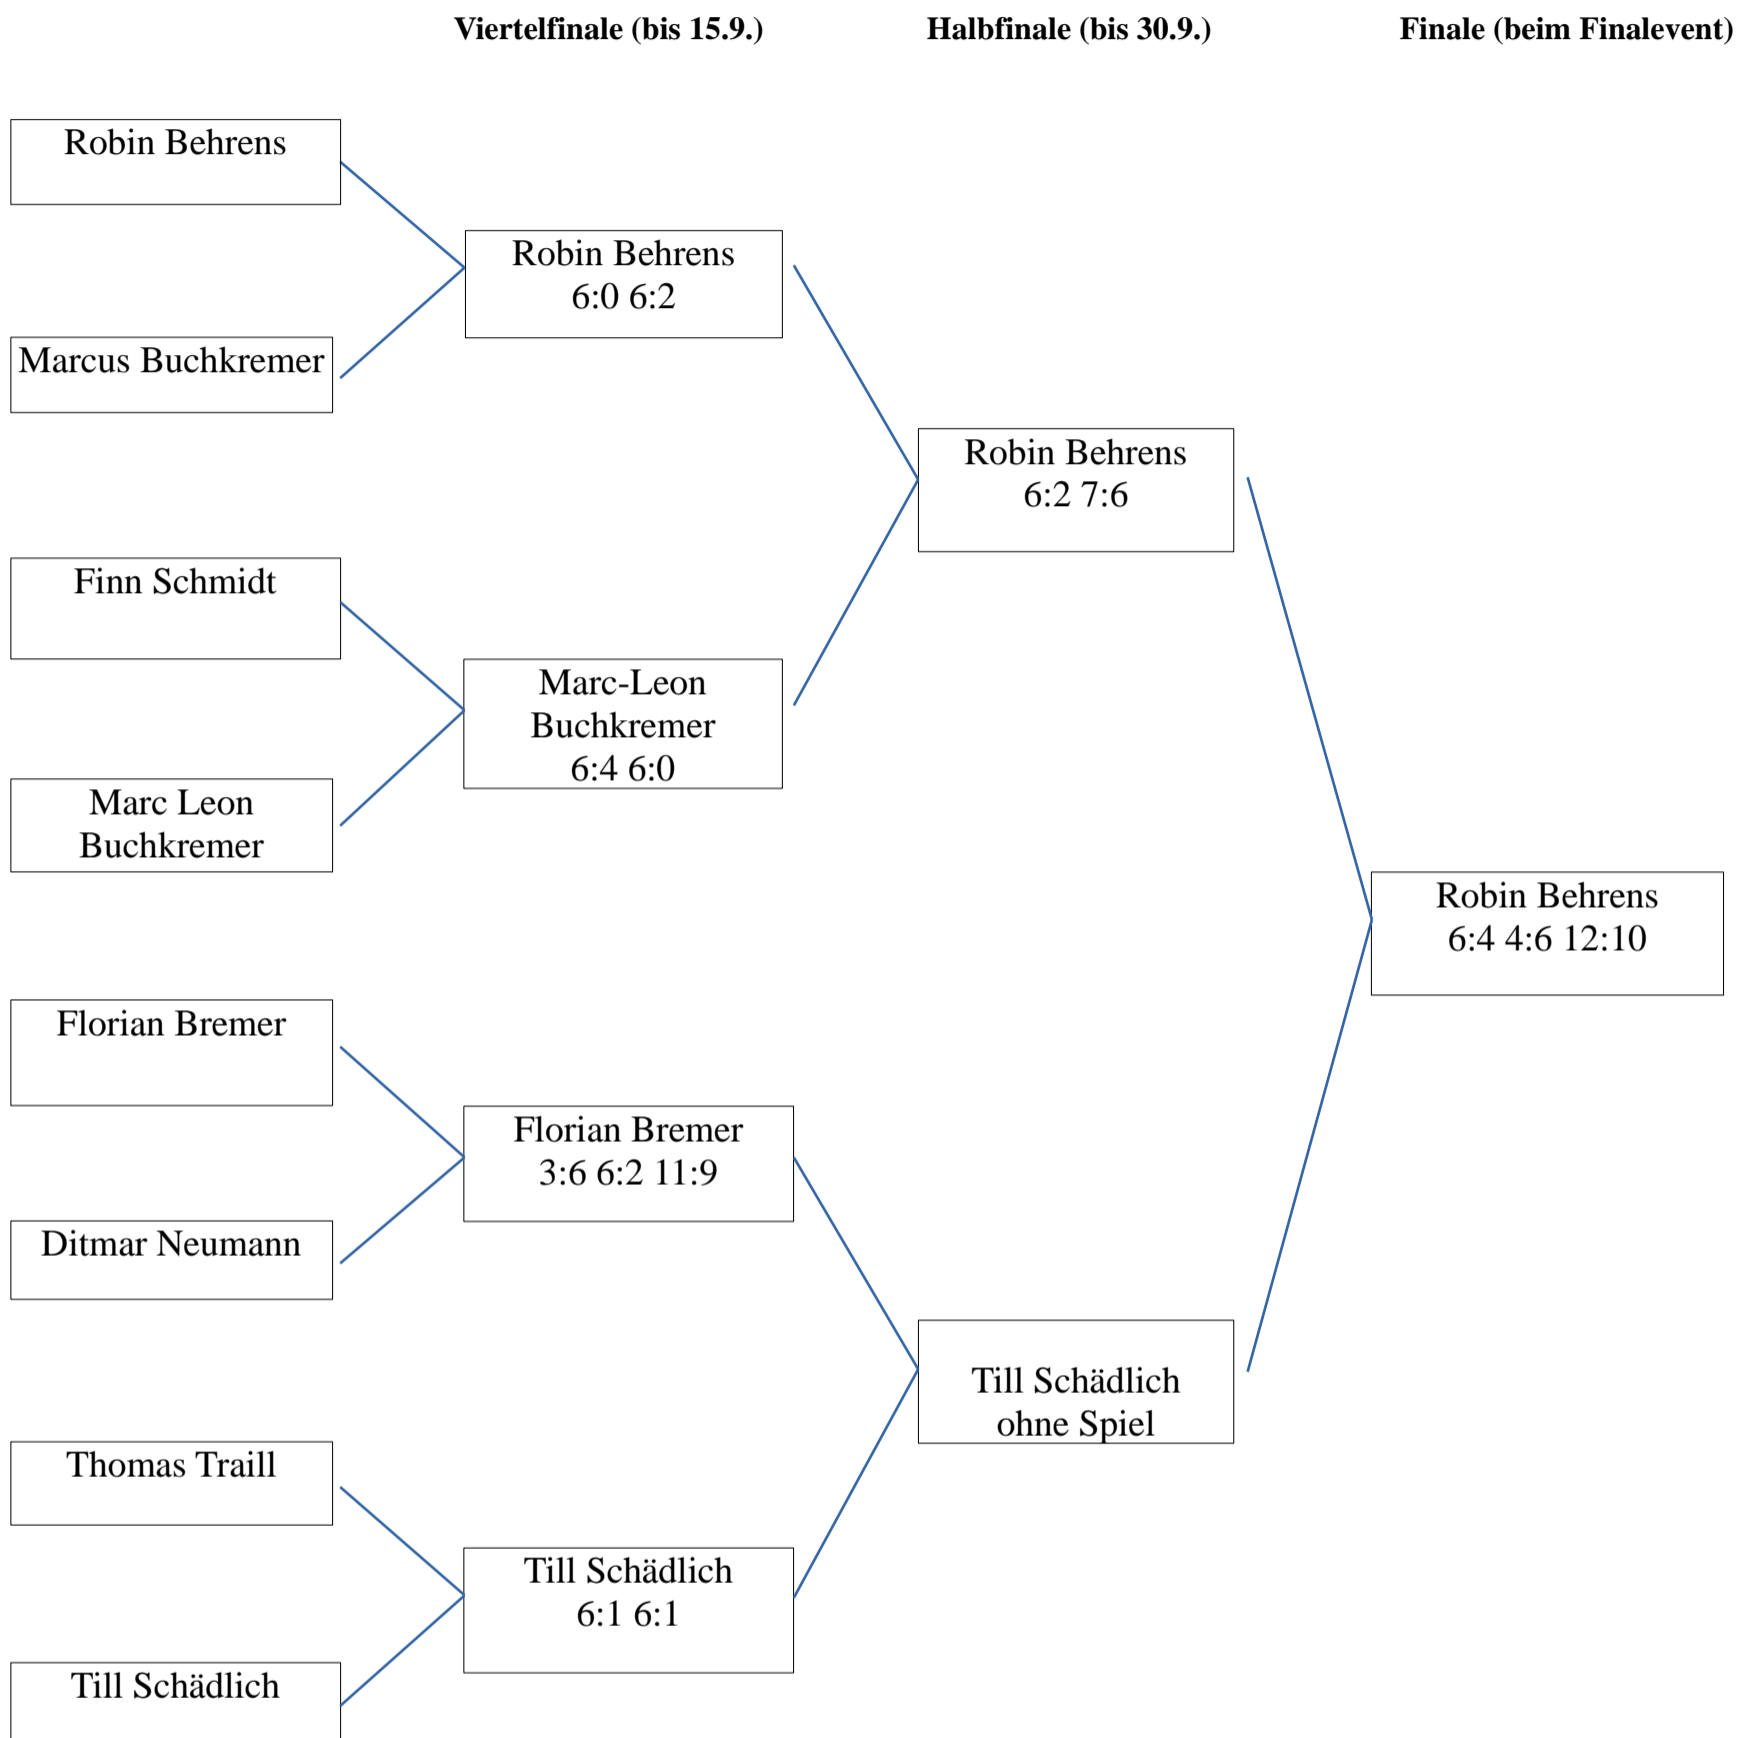 Viertelfinale (bis 15.9.)
Halbfinale (bis 30.9.)
Finale (beim Finalevent)
Robin Behrens
Robin Behrens
6:0 6:2
Marcus Buchkremer
Robin Behrens
6:2 7:6
Finn Schmidt
Marc-Leon
Buchkremer
6:4 6:0
Marc Leon
Buchkremer
Robin Behrens
6:4 4:6 12:10
Florian Bremer
Florian Bremer
3:6 6:2 11:9
Ditmar Neumann
Till Schädlich
ohne Spiel
Thomas Traill
Till Schädlich
6:1 6:1
Till Schädlich